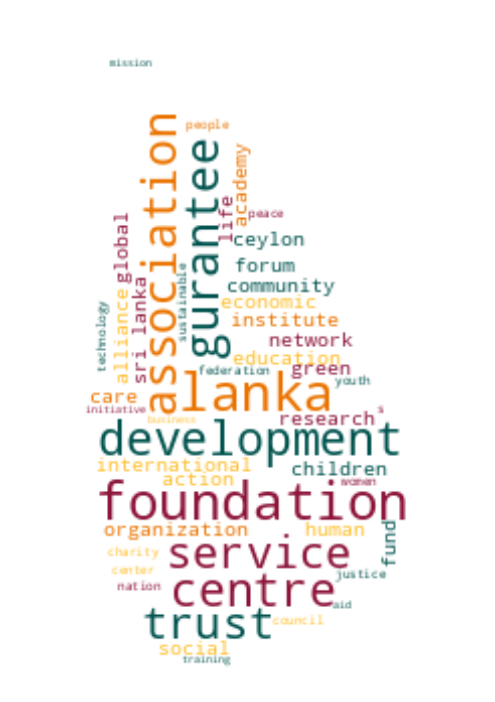 mission
people
association
gurantee
academy
life
peace
global
ceylon
sustainable
forum
sri lanka
community
alliance
economic
technology
institute
network
education
federation
green
lanka
youth
care
initiative
business
research
s
development
international
children
action
women
foundation
organization
human
fund
service
charity
center
justice
nation
centre
aid
trust
council
social
training